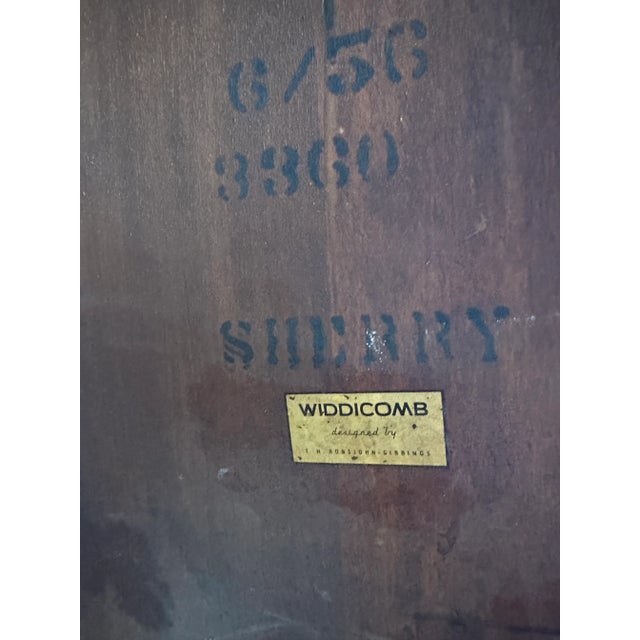 6/56
3360
SHERRY
WIDDICOMB
designed by
T. H. ROBSJOHN-GIBBINGS